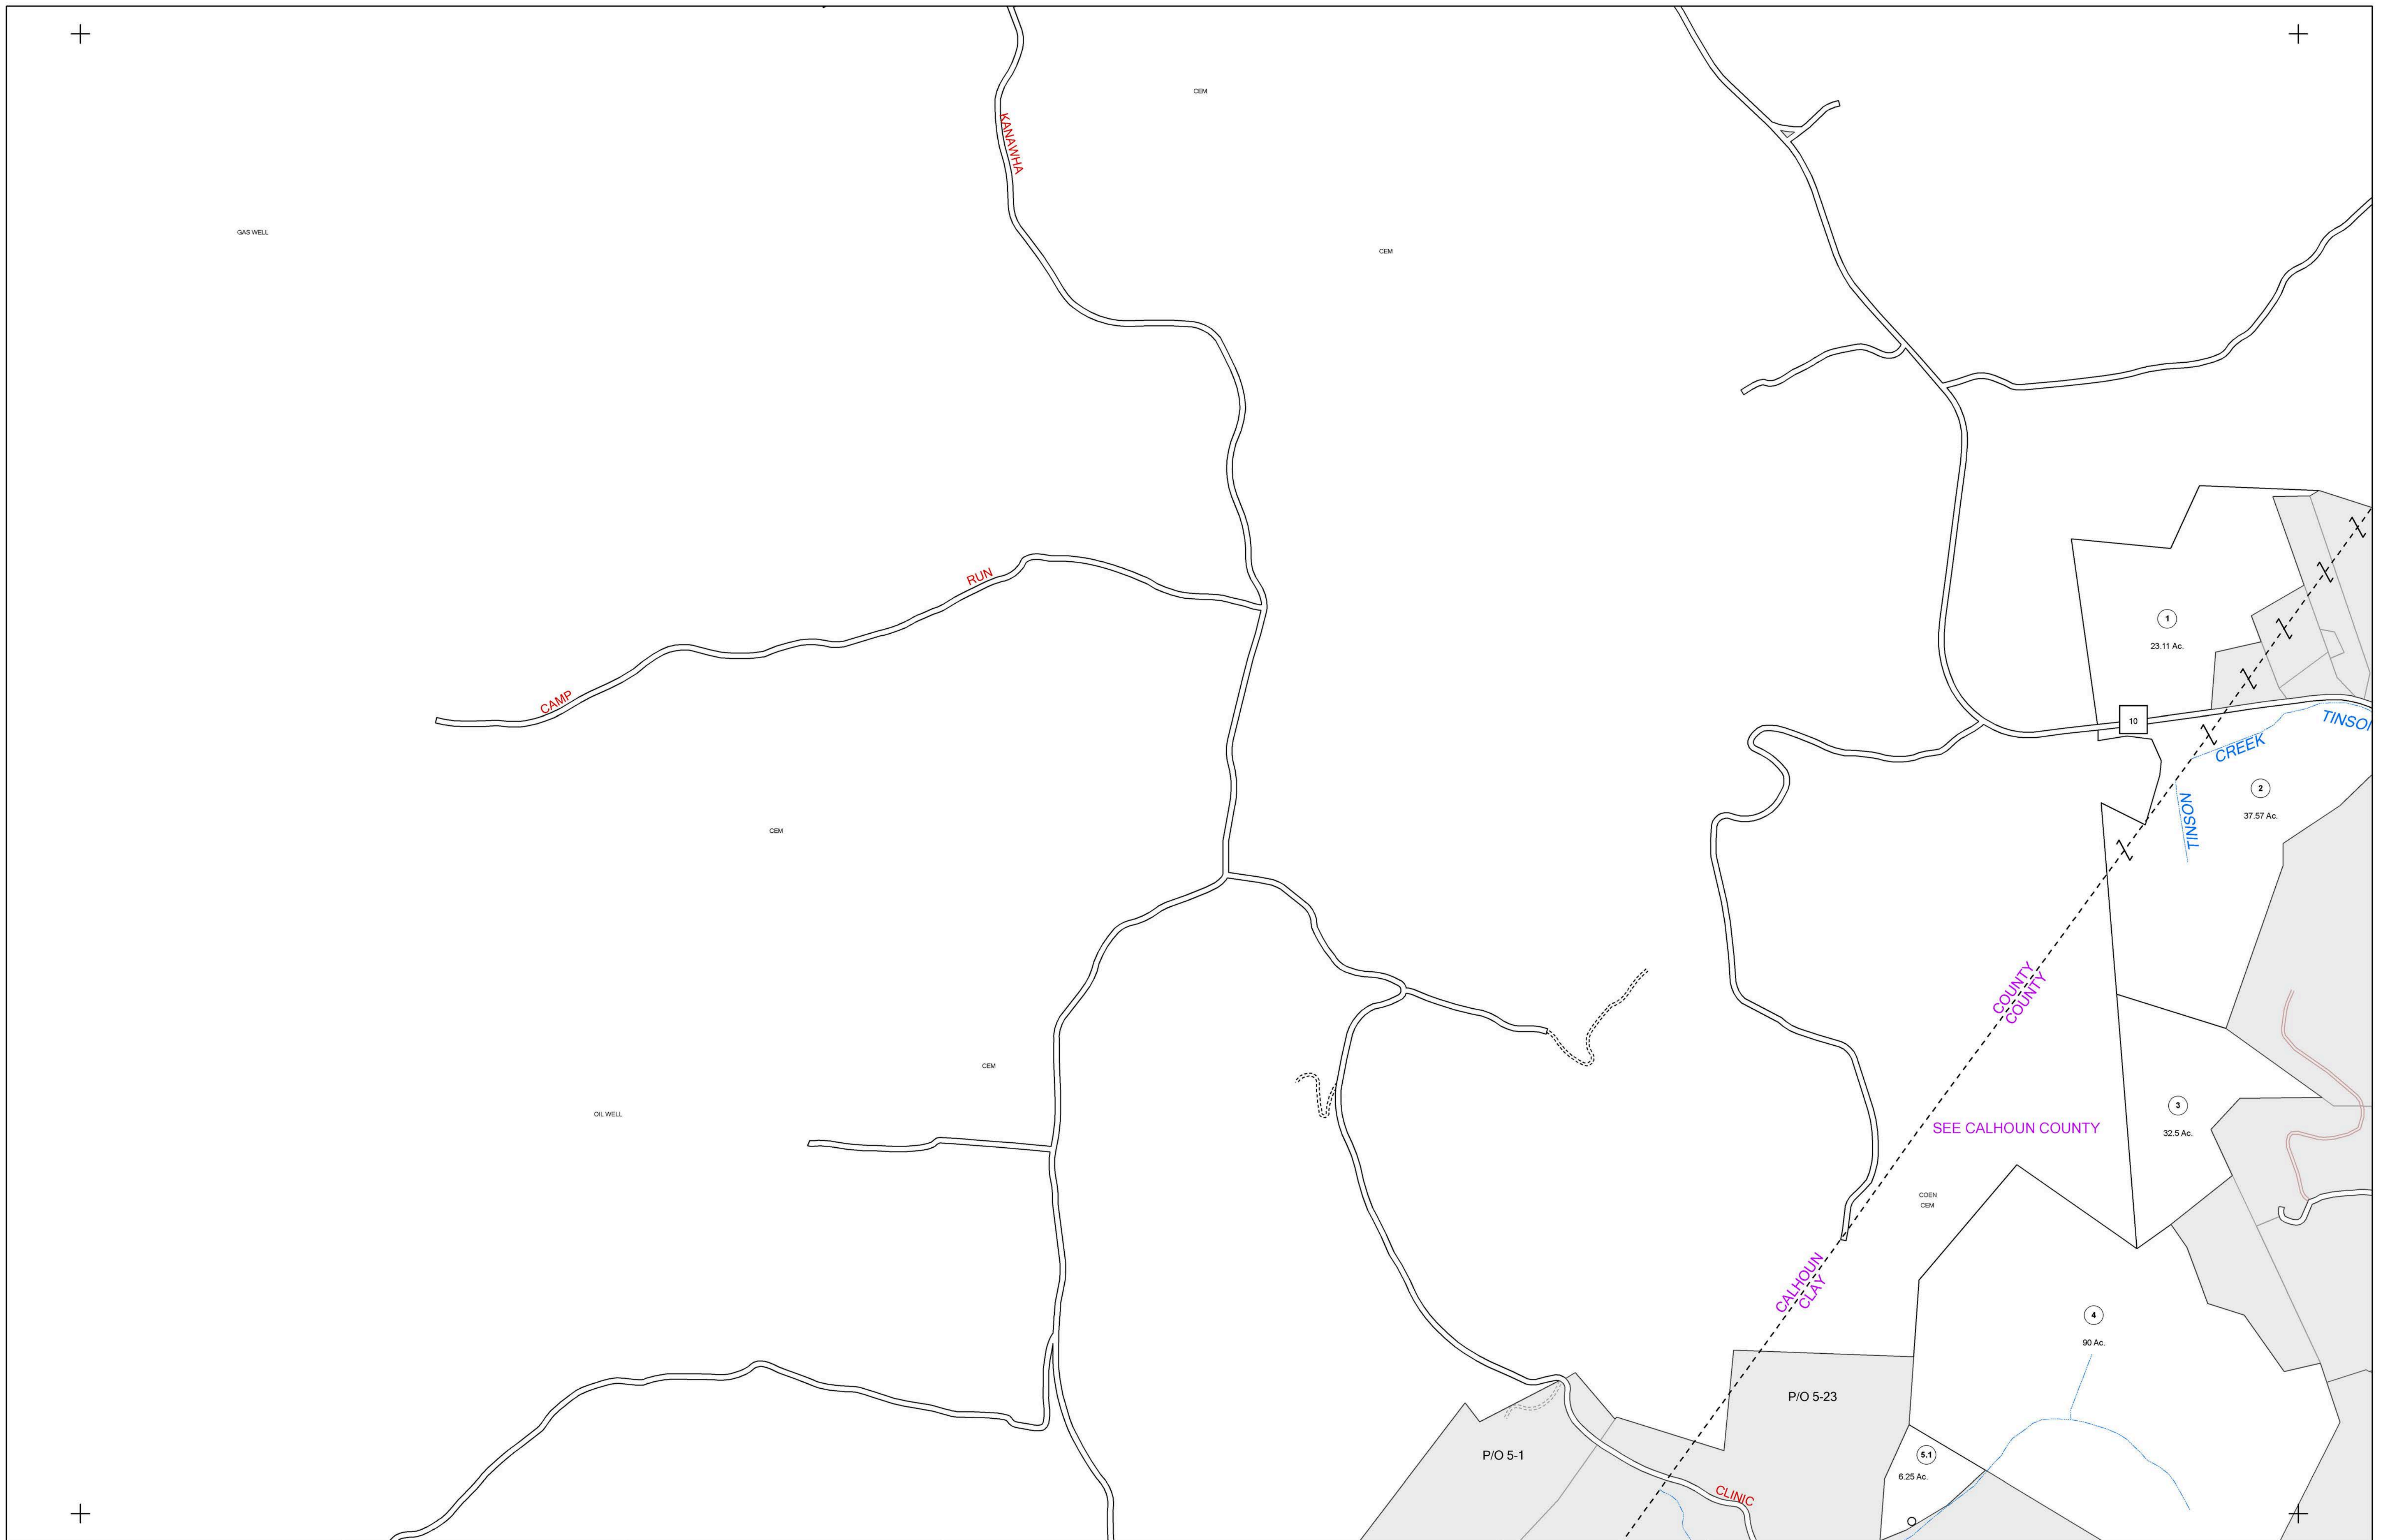 CEM
KANAWHA
GAS WELL
CEM
RUN
1
23.11 Ac.
CAMP
10
TINSON
CREEK
2
37.57 Ac.
TINSON
CEM
COUNTY
COUNTY
CEM
OIL WELL
3
32.5 Ac.
SEE CALHOUN COUNTY
COEN
CEM
CALHOUN
CLAY
4
90 Ac.
P/O 5-23
P/O 5-1
5.1
6.25 Ac.
CLINIC